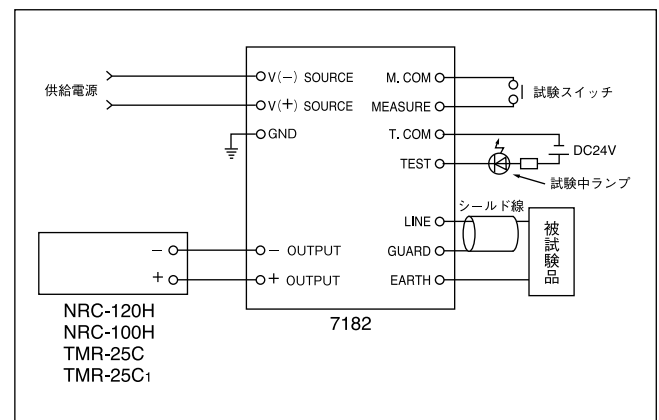 供給電源
V(−) SOURCE
V(+) SOURCE
GND
− OUTPUT
+ OUTPUT
M. COM
MEASURE
T. COM
TEST
LINE
GUARD
EARTH
7182
試験スイッチ
DC24V
試験中ランプ
シールド線
被試験品
−
+
NRC-120H
NRC-100H
TMR-25C
TMR-25C₁